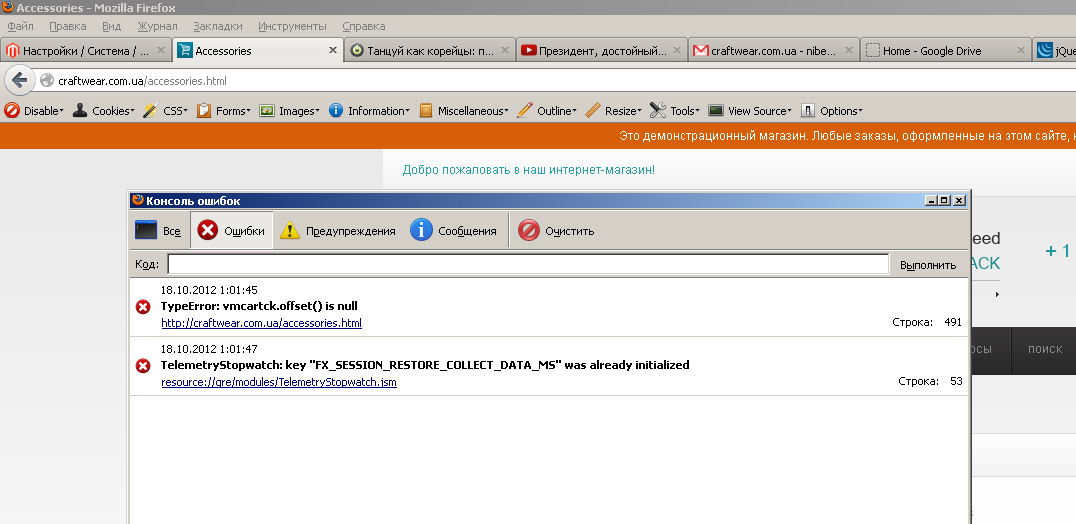 Accessories - Mozilla Firefox
Файл Правка Вид Журнал Закладки Инструменты Справка
Настройки / Система / ... Accessories Танцуй как корейцы: п... Президент, достойный... craftwear.com.ua - nibe... Home - Google Drive jQue
craftwear.com.ua/accessories.html
Disable Cookies CSS Forms Images Information Miscellaneous Outline Resize Tools View Source Options
Это демонстрационный магазин. Любые заказы, оформленные на этом сайте, н
Добро пожаловать в наш интернет-магазин!
Консоль ошибок
Все Ошибки Предупреждения Сообщения Очистить
eed
+ 1
Код: Выполнить
ACK
18.10.2012 1:01:45
TypeError: vmcartck.offset() is null
http://craftwear.com.ua/accessories.html Строка: 491
18.10.2012 1:01:47
осы поиск
TelemetryStopwatch: key "FX_SESSION_RESTORE_COLLECT_DATA_MS" was already initialized
resource://gre/modules/TelemetryStopwatch.jsm Строка: 53